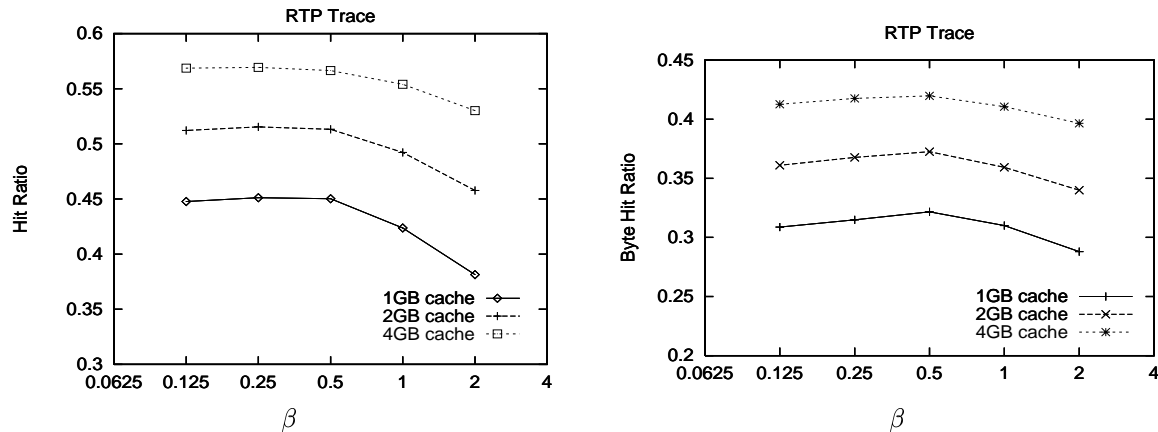 RTP Trace
0.6
0.55
0.5
0.45
0.4
0.35
0.3
Hit Ratio
1GB cache
2GB cache
4GB cache
0.0625 0.125 0.25 0.5 1 2 4
β
RTP Trace
0.45
0.4
0.35
0.3
0.25
0.2
Byte Hit Ratio
1GB cache
2GB cache
4GB cache
0.0625 0.125 0.25 0.5 1 2 4
β